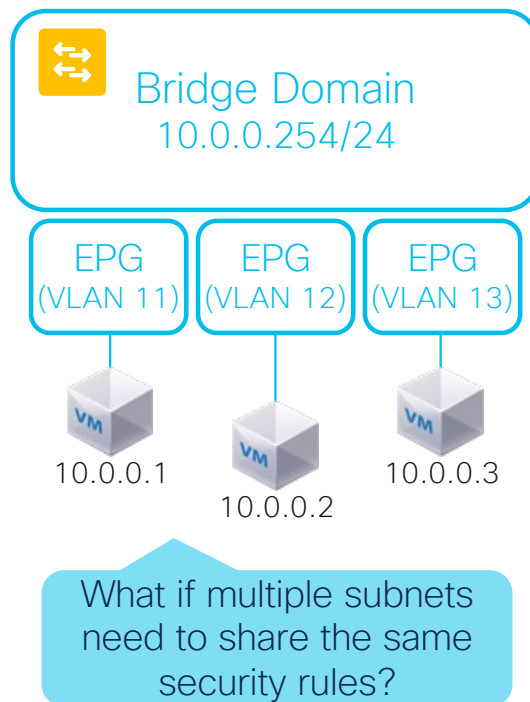 Bridge Domain
10.0.0.254/24
EPG
(VLAN 11)
EPG
(VLAN 12)
EPG
(VLAN 13)
VM
VM
VM
10.0.0.1
10.0.0.2
10.0.0.3
What if multiple subnets
need to share the same
security rules?